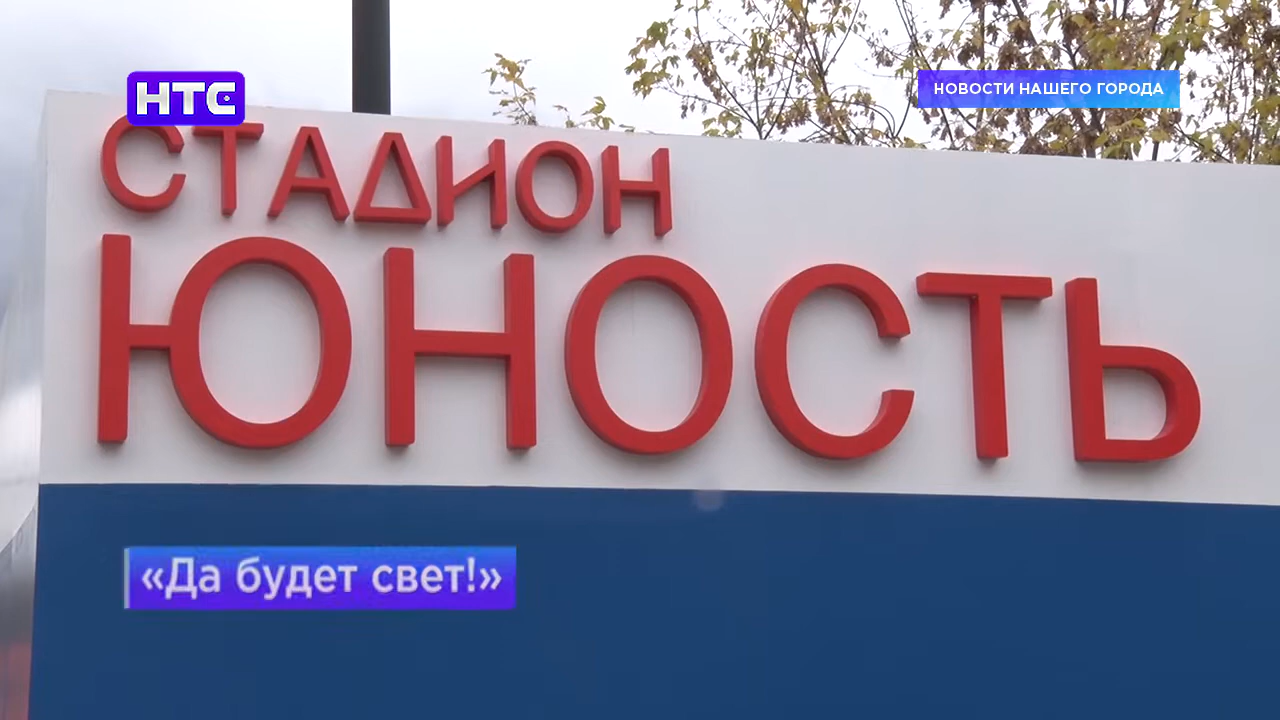 НТС
НОВОСТИ НАШЕГО ГОРОДА
СТАДИОН
ЮНОСТЬ
«Да будет свет!»